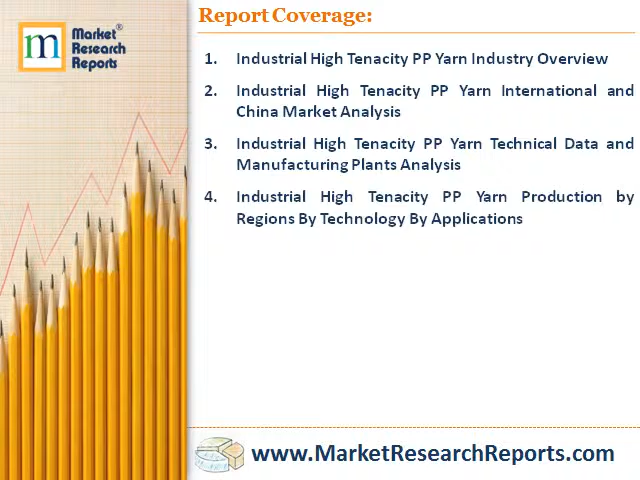 m
Market®
Research
Reports
Report Coverage:
1. Industrial High Tenacity PP Yarn Industry Overview
2. Industrial High Tenacity PP Yarn International and
China Market Analysis
3. Industrial High Tenacity PP Yarn Technical Data and
Manufacturing Plants Analysis
4. Industrial High Tenacity PP Yarn Production by
Regions By Technology By Applications
www.MarketResearchReports.com